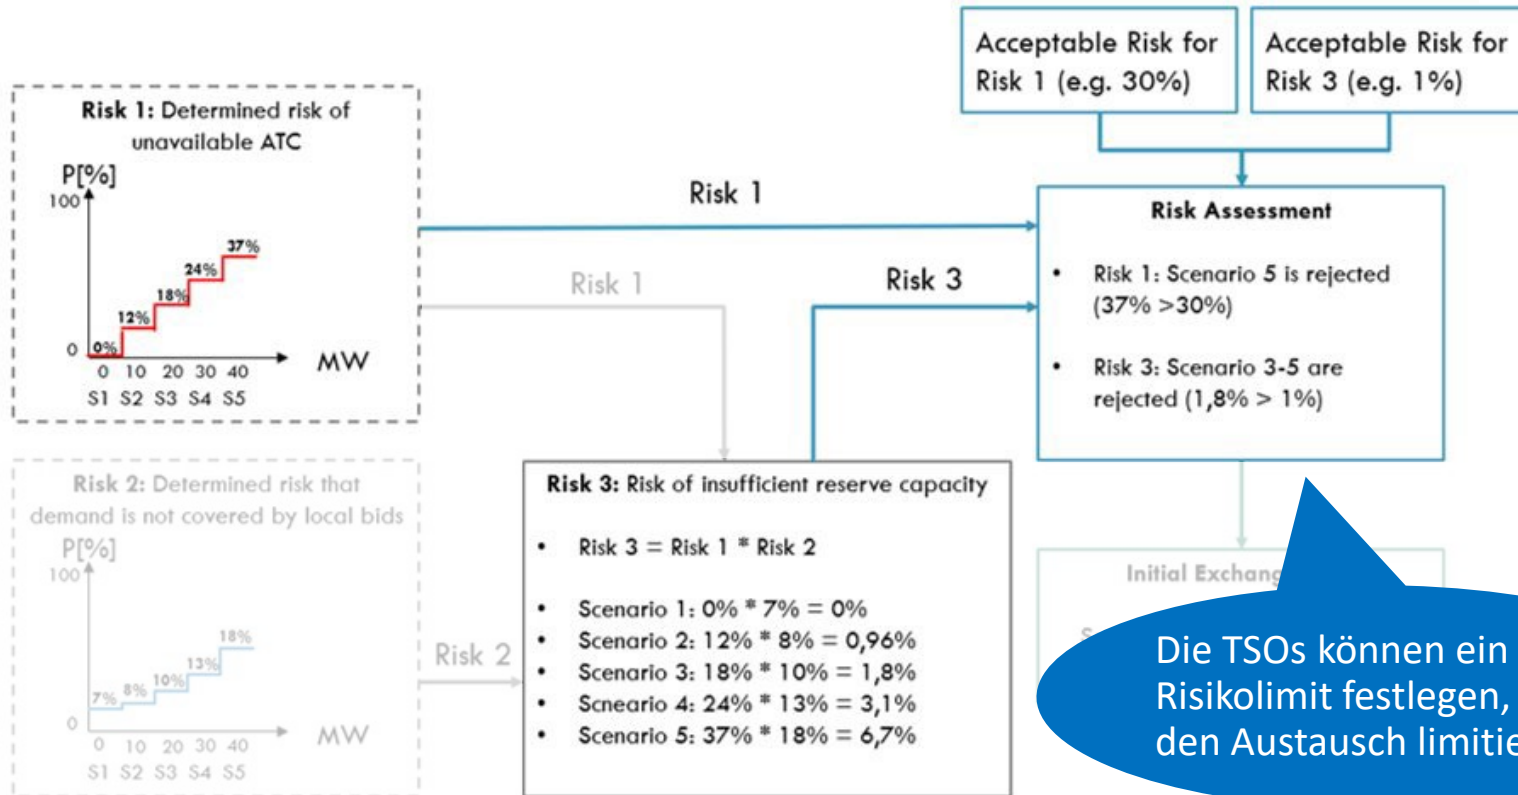 Acceptable Risk for
Risk 1 (e.g. 30%)
Acceptable Risk for
Risk 3 (e.g. 1%)
Risk 1: Determined risk of
unavailable ATC
P[%]
100
37%
24%
18%
12%
0%
0
MW
0 10 20 30 40
S1 S2 S3 S4 S5
Risk 1
Risk 1
Risk 3
Risk Assessment
• Risk 1: Scenario 5 is rejected
(37% >30%)
• Risk 3: Scenario 3-5 are
rejected (1,8% > 1%)
Risk 2: Determined risk that
demand is not covered by local bids
P[%]
100
18%
13%
10%
8%
7%
0
MW
0 10 20 30 40
S1 S2 S3 S4 S5
Risk 2
Risk 3: Risk of insufficient reserve capacity
• Risk 3 = Risk 1 * Risk 2
• Scenario 1: 0% * 7% = 0%
• Scenario 2: 12% * 8% = 0,96%
• Scenario 3: 18% * 10% = 1,8%
• Scneario 4: 24% * 13% = 3,1%
• Scenario 5: 37% * 18% = 6,7%
Initial Exchang
Die TSOs können ein
Risikolimit festlegen,
den Austausch limitie